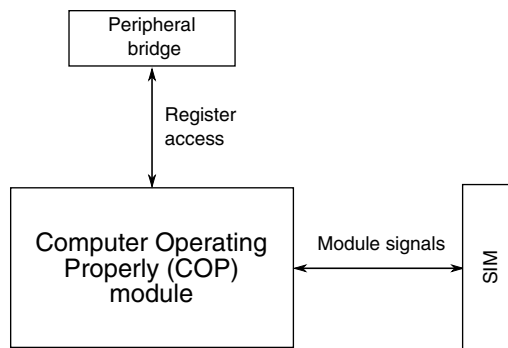 Peripheral
bridge
Register
access
Computer Operating
Properly (COP)
module
Module signals
SIM